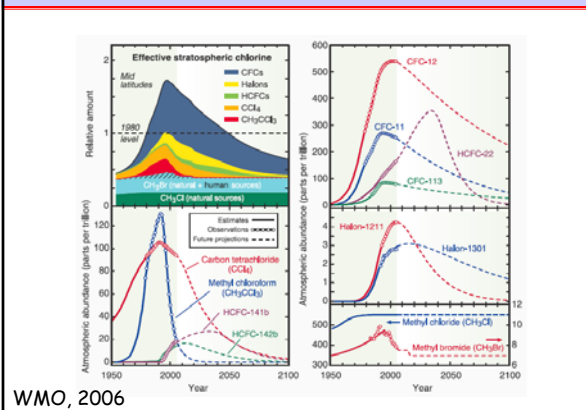 Effective stratospheric chlorine
2
Mid
latitudes
CFCs
Halons
HCFCs
CCl4
CH3CCl3
1980
level
1
Relative amount
CH3Br (natural + human sources)
CH3Cl (natural sources)
0
600
500
400
300
200
100
0
CFC-12
CFC-11
HCFC-22
CFC-113
Atmospheric abundance (parts per trillion)
120
100
80
60
40
20
0
Estimates
Observations
Future projections
Carbon tetrachloride
(CCl4)
Methyl chloroform
(CH3CCl3)
HCFC-141b
HCFC-142b
Atmospheric abundance (parts per trillion)
1950 2000 2050 2100
Year
4
3
2
1
0
Halon-1211
Halon-1301
12
10
8
6
500
400
300
Methyl chloride (CH3Cl)
Methyl bromide (CH3Br)
1950 2000 2050 2100
Year
WMO, 2006